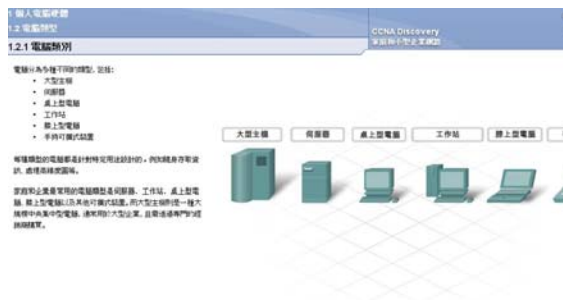 1 個人電腦硬體
1.2 電腦類型
CCNA Discovery
家庭和小型企業網路
1.2.1 電腦類別
電腦分為多種不同的類型，包括:
• 大型主機
• 伺服器
• 桌上型電腦
• 工作站
• 膝上型電腦
• 手持可攜式裝置
大型主機 伺服器 桌上型電腦 工作站 膝上型電腦
每種類型的電腦都是針對特定用途設計的，例如隨身存取資
訊、處理高維度圖等。
家庭和企業最常用的電腦類型是伺服器、工作站、桌上型電
腦、膝上型電腦以及其他可攜式裝置。而大型主機則是一種大
規模中央集中型電腦，通常用於大型企業，且需透過專門的經
銷商購買。